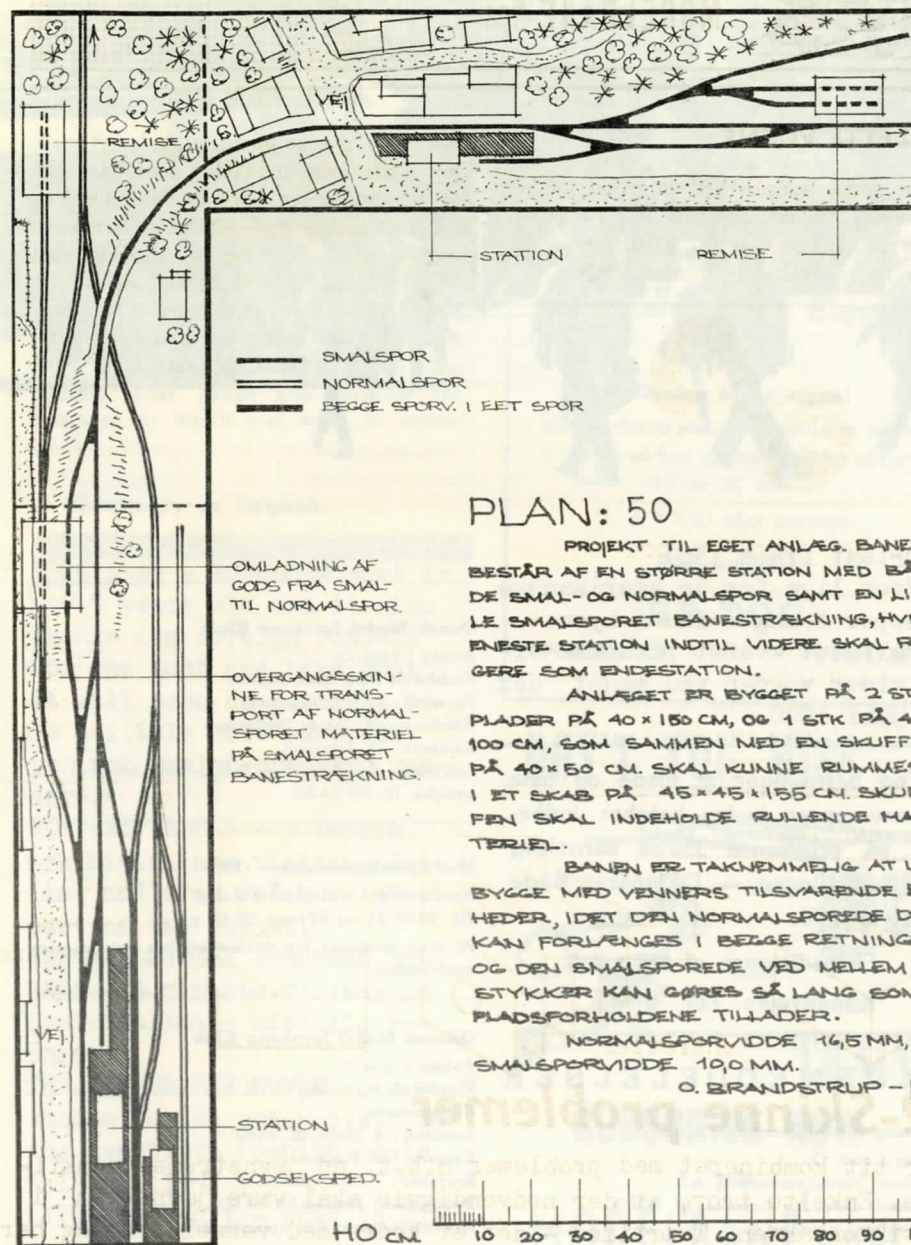 REMISE
VEJ
STATION
REMISE
SMALSPOR
NORMALSPOR
BEGGE SPORV. I EET SPOR
OMLADNING AF
GODS FRA SMAL-
TIL NORMALSPOR.
OVERGANGSSKIN
NE FOR TRANS-
PORT AF NORMAL-
SPORET MATERIEL
PÅ SMALSPORET
BANESTRÆKNING.
VEJ.
STATION
GODSEKSPED.
PLAN: 50
PROJEKT TIL EGET ANLÆG. BANE
BESTÅR AF EN STØRRE STATION MED BÅ
DE SMAL- OG NORMALSPOR SAMT EN LI
LE SMALSPORET BANESTRÆKNING, HV
ENESTE STATION INDTIL VIDERE SKAL F
GERE SOM ENDESTATION.
ANLÆGET ER BYGGET PÅ 2 ST
PLADER PÅ 40 × 150 CM, OG 1 STK PÅ 4
100 CM, SOM SAMMEN MED EN SKUFF
CM. SKAL KUNNE RUMMES
I ET SKAB PÅ 45 × 45 × 155 CM. SKUF
FEN SKAL INDEHOLDE RULLENDE MA
TERIEL.
BANEN ER TAKNEMMELIG AT
BYGGE MED VENNERS TILSVARENDE
HEDER, IDET DEN NORMALSPOREDE D
KAN FORLÆNGES I BEGGE RETNING
OG DEN SMALSPOREDE VED MELLEM
STYKKER KAN GØRES SÅ LANG SOM
PLADSFORHOLDENE TILLADER.
NORMALSPORVIDDE 16,5 MM,
SMALSPORVIDDE 10,0 MM.
O. BRANDSTRUP –
HO CM 10 20 30 40 50 60 70 80 90